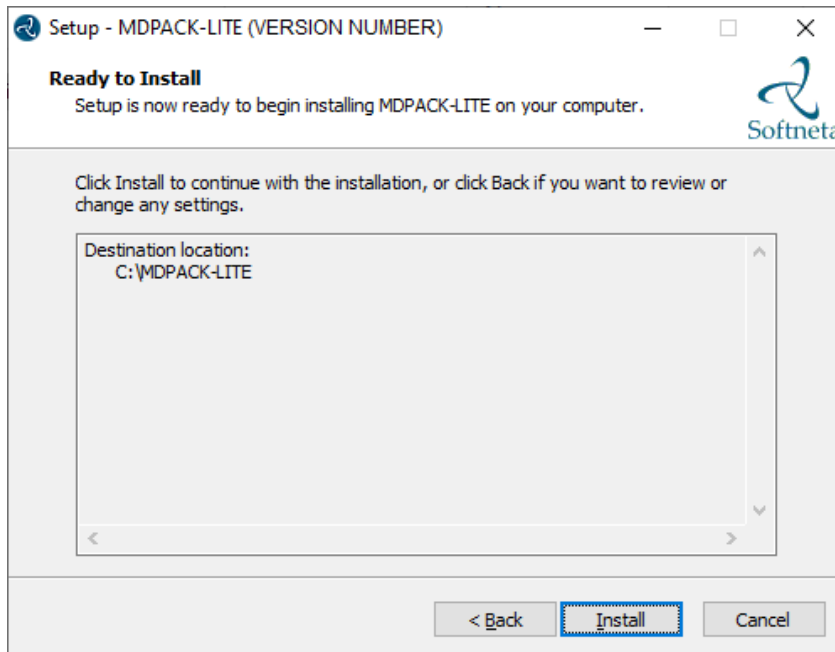 Setup - MDPACK-LITE (VERSION NUMBER)
Ready to Install
Setup is now ready to begin installing MDPACK-LITE on your computer.
Softneta
Click Install to continue with the installation, or click Back if you want to review or
change any settings.
Destination location:
C:\MDPACK-LITE
< Back
Install
Cancel